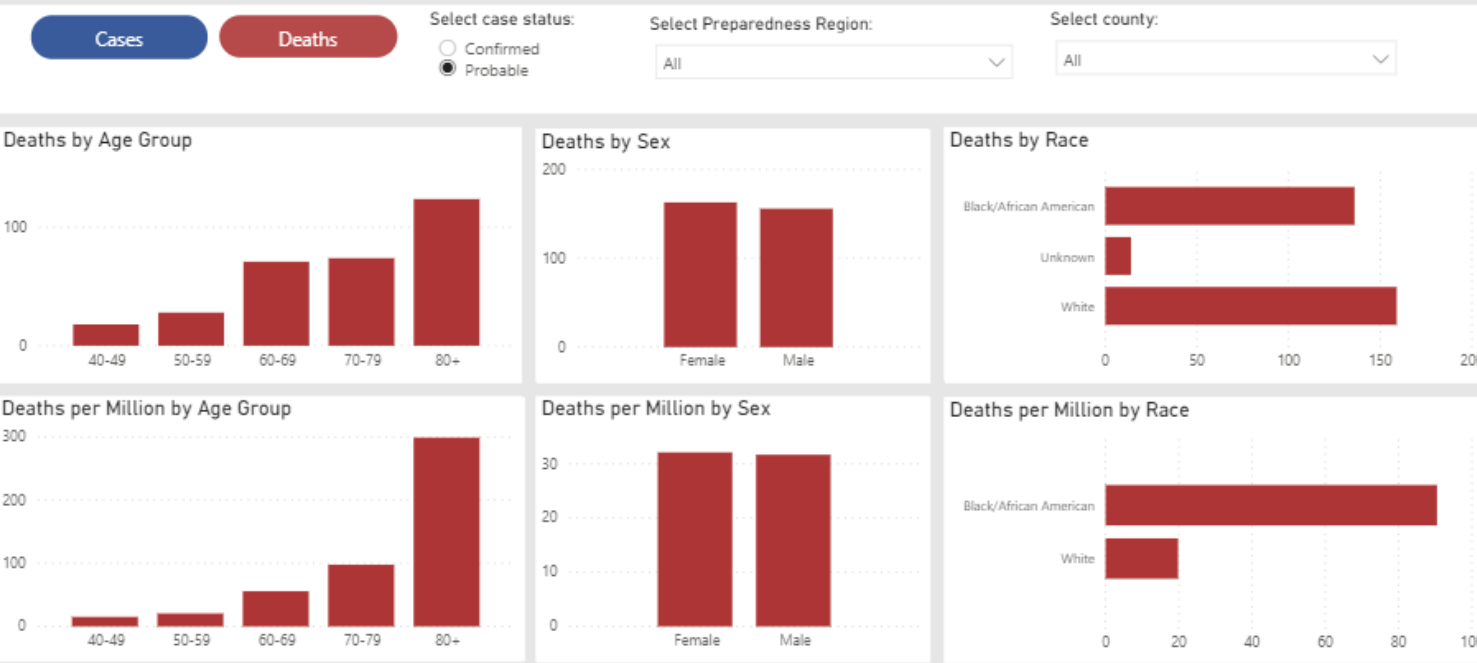 Cases
Deaths
Select case status:
Confirmed
Probable
Select Preparedness Region:
All
Select county:
All
Deaths by Age Group
100
0
40-49 50-59 60-69 70-79 80+
Deaths by Sex
200
100
0
Female Male
Deaths by Race
Black/African American
Unknown
White
0 50 100 150
Deaths per Million by Age Group
300
200
100
0
40-49 50-59 60-69 70-79 80+
Deaths per Million by Sex
30
20
10
0
Female Male
Deaths per Million by Race
Black/African American
White
0 20 40 60 80